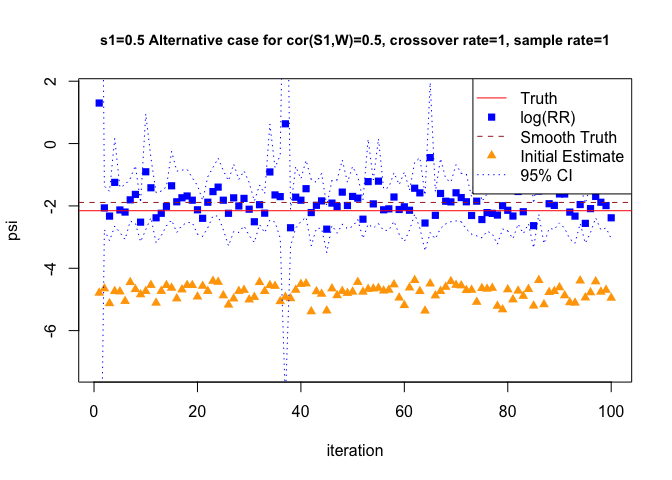 s1=0.5 Alternative case for cor(S1,W)=0.5, crossover rate=1, sample rate=1
Truth
log(RR)
Smooth Truth
Initial Estimate
95% CI
psi
2
0
-2
-4
-6
0 20 40 60 80 100
iteration